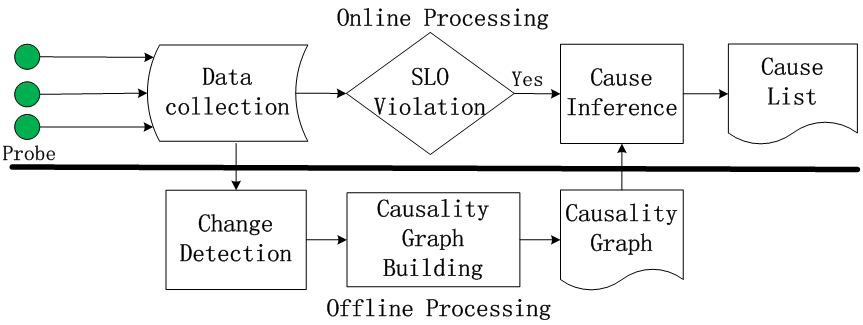 Online Processing
Probe
Data
collection
SLO
Violation
Yes
Cause
Inference
Cause
List
Change
Detection
Causality
Graph
Building
Causality
Graph
Offline Processing